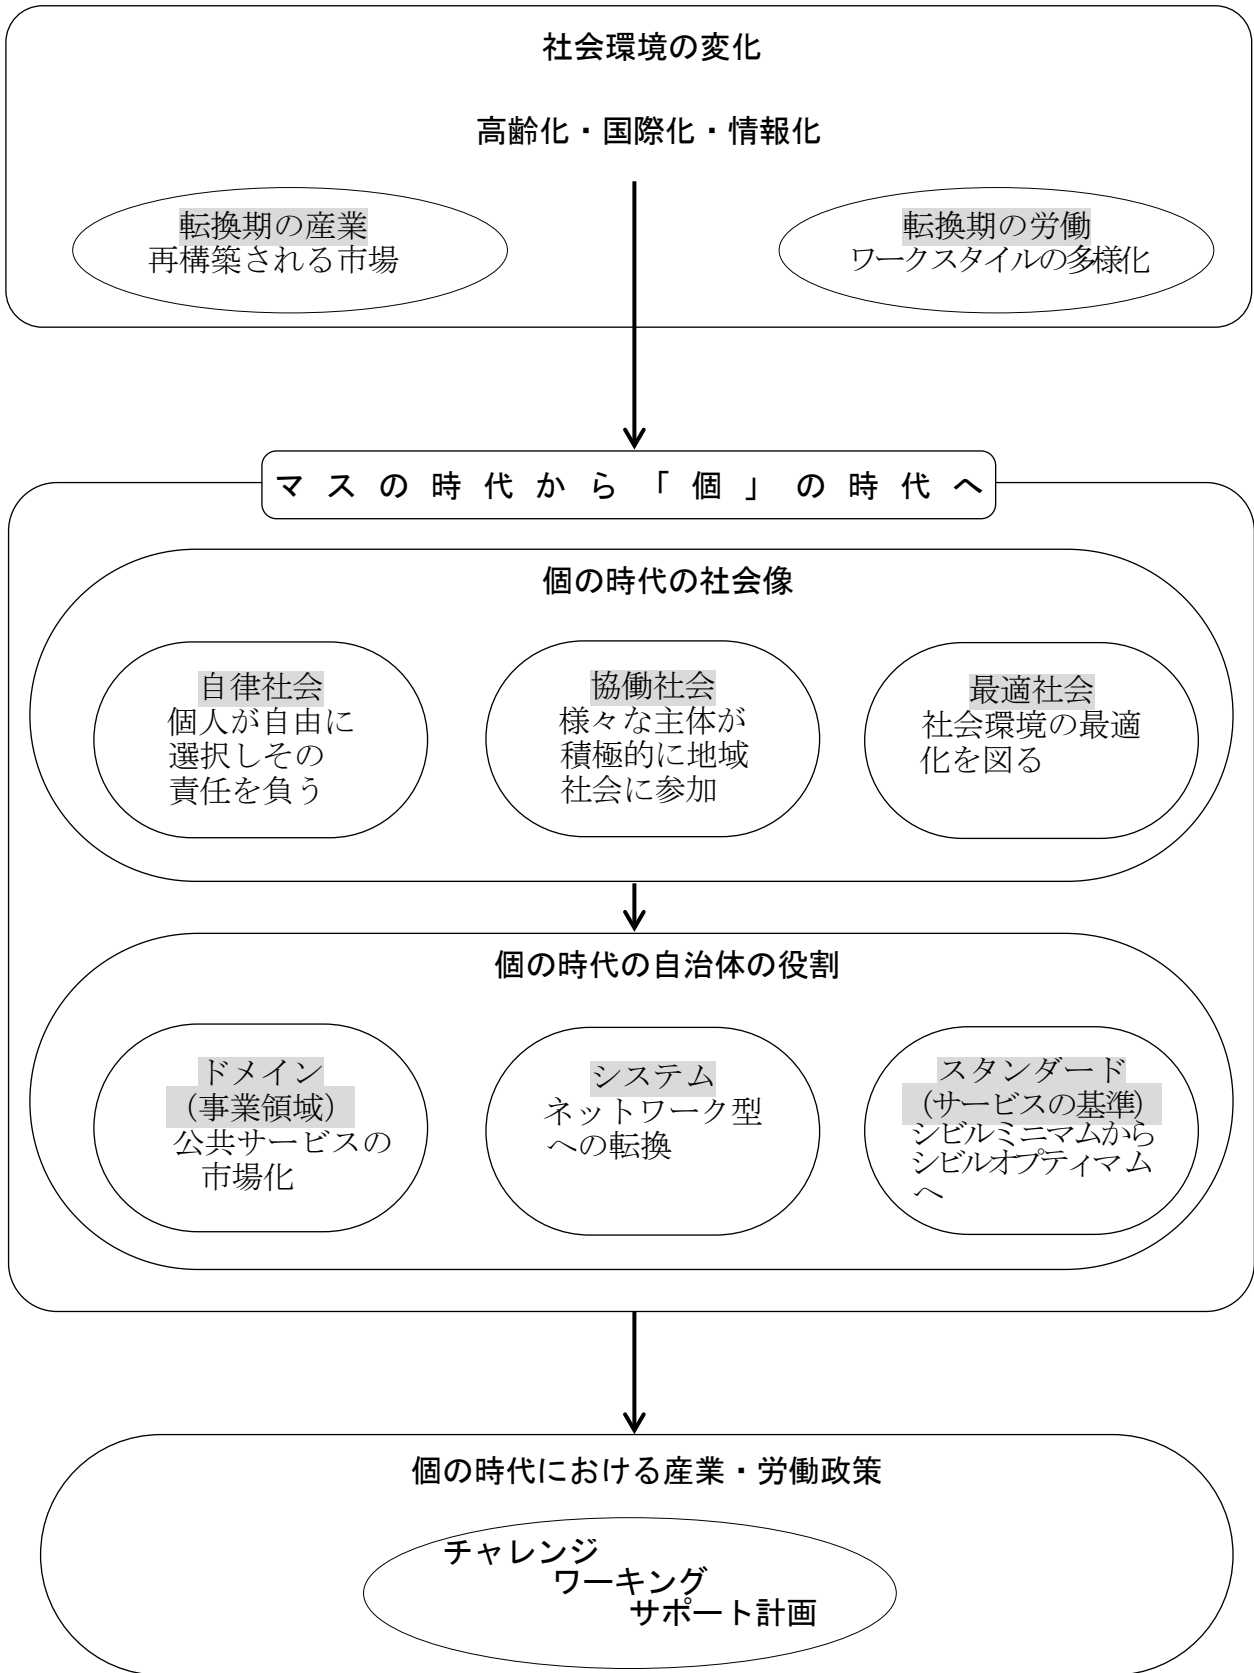 社会環境の変化
高齢化・国際化・情報化
転換期の産業
再構築される市場
転換期の労働
ワークスタイルの多様化
マスの時代から「個」の時代へ
個の時代の社会像
自律社会
個人が自由に
選択しその
責任を負う
協働社会
様々な主体が
積極的に地域
社会に参加
最適社会
社会環境の最適
化を図る
個の時代の自治体の役割
ドメイン
（事業領域）
公共サービスの
市場化
システム
ネットワーク型
への転換
スタンダード
（サービスの基準）
シビルミニマムから
シビルオプティマム
へ
個の時代における産業・労働政策
チャレンジ
ワーキング
サポート計画